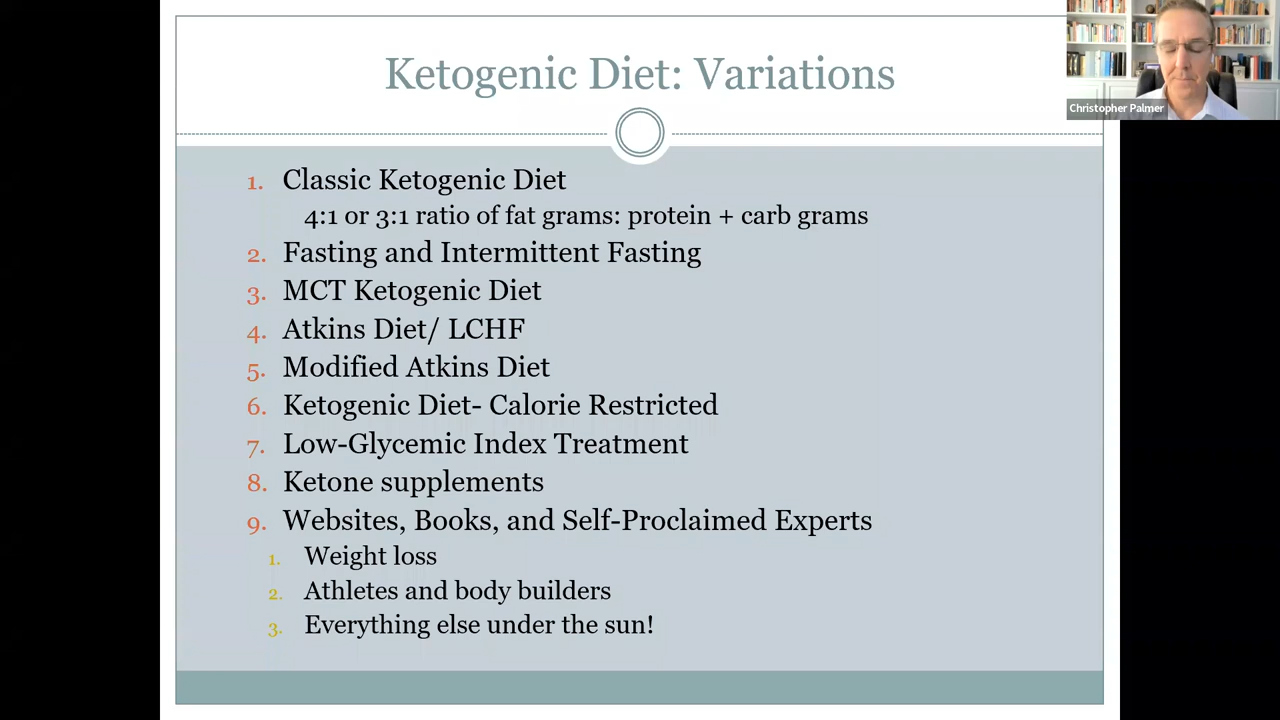 Ketogenic Diet: Variations
Christopher Palmer
1. Classic Ketogenic Diet
4:1 or 3:1 ratio of fat grams: protein + carb grams
2. Fasting and Intermittent Fasting
3. MCT Ketogenic Diet
4. Atkins Diet/ LCHF
5. Modified Atkins Diet
6. Ketogenic Diet- Calorie Restricted
7. Low-Glycemic Index Treatment
8. Ketone supplements
9. Websites, Books, and Self-Proclaimed Experts
1. Weight loss
2. Athletes and body builders
3. Everything else under the sun!